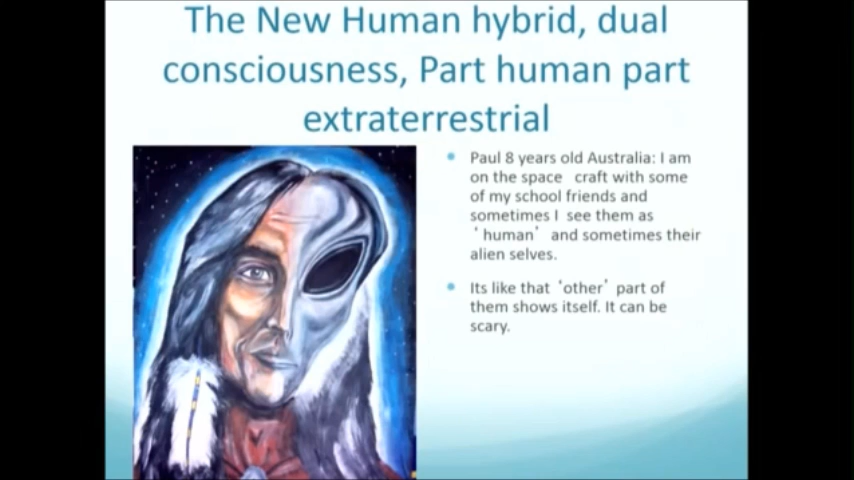 The New Human hybrid, dual
consciousness, Part human part
extraterrestrial
Paul 8 years old Australia: I am
on the space craft with some
of my school friends and
sometimes I see them as
'human' and sometimes their
alien selves.
Its like that 'other' part of
them shows itself. It can be
scary.